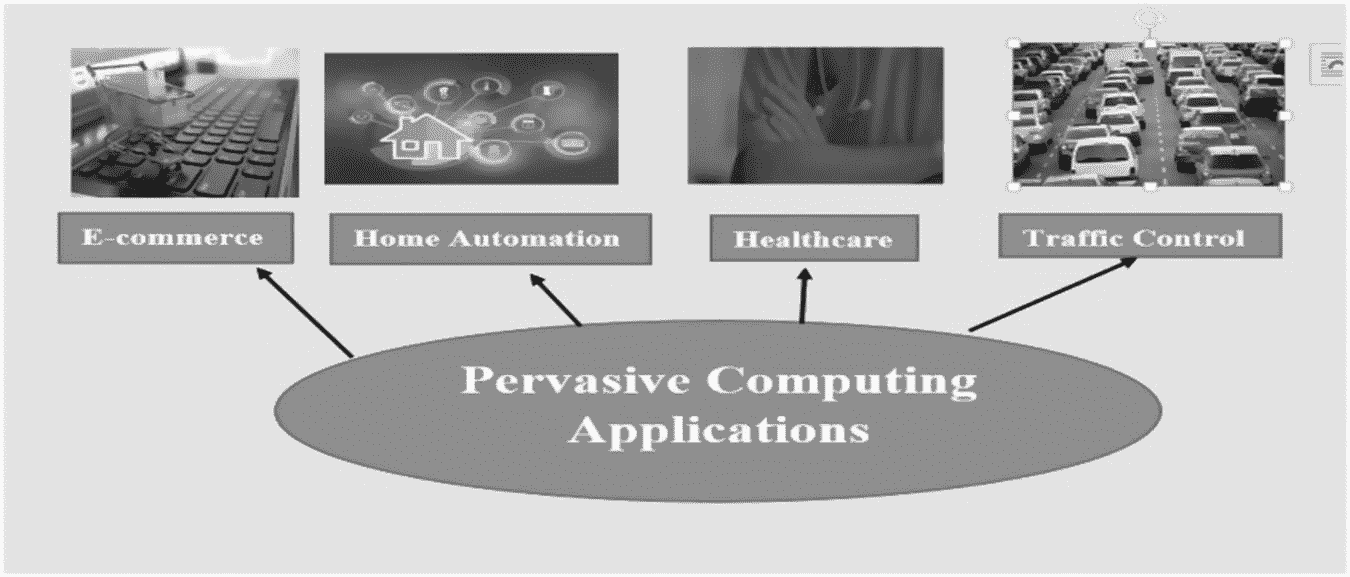 E-commerce
Home Automation
Healthcare
Traffic Control
Pervasive Computing
Applications